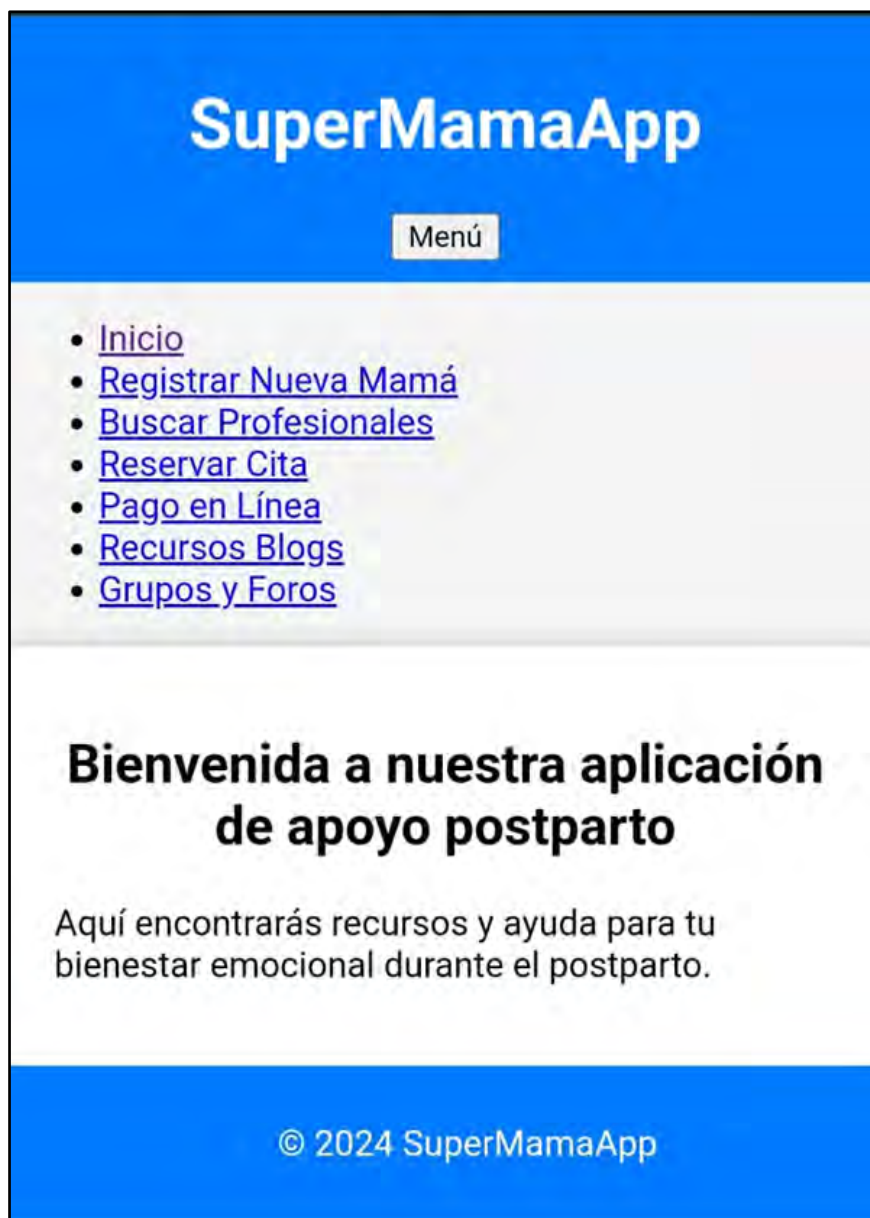 SuperMamaApp
Menú
Inicio
Registrar Nueva Mamá
Buscar Profesionales
Reservar Cita
Pago en Línea
Recursos Blogs
Grupos y Foros
Bienvenida a nuestra aplicación
de apoyo postparto
Aquí encontrarás recursos y ayuda para tu
bienestar emocional durante el postparto.
© 2024 SuperMamaApp